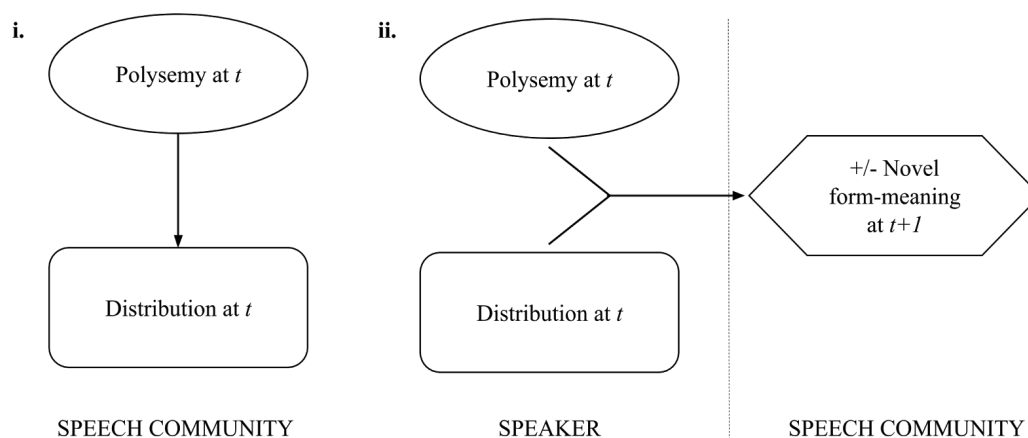 i.
Polysemy at t
Distribution at t
SPEECH COMMUNITY
ii.
Polysemy at t
Distribution at t
SPEAKER
+/- Novel
form-meaning
at t+1
SPEECH COMMUNITY